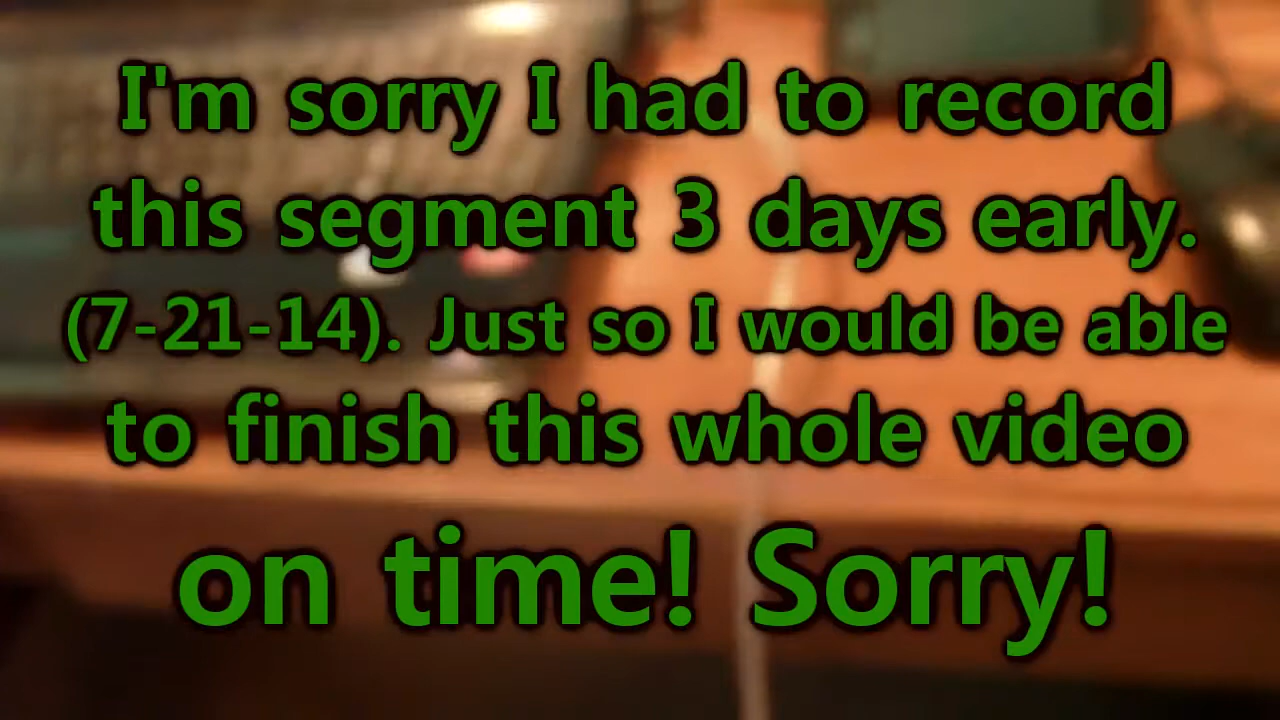 I'm sorry I had to record
this segment 3 days early.
(7-21-14). Just so I would be able
to finish this whole video
on time! Sorry!